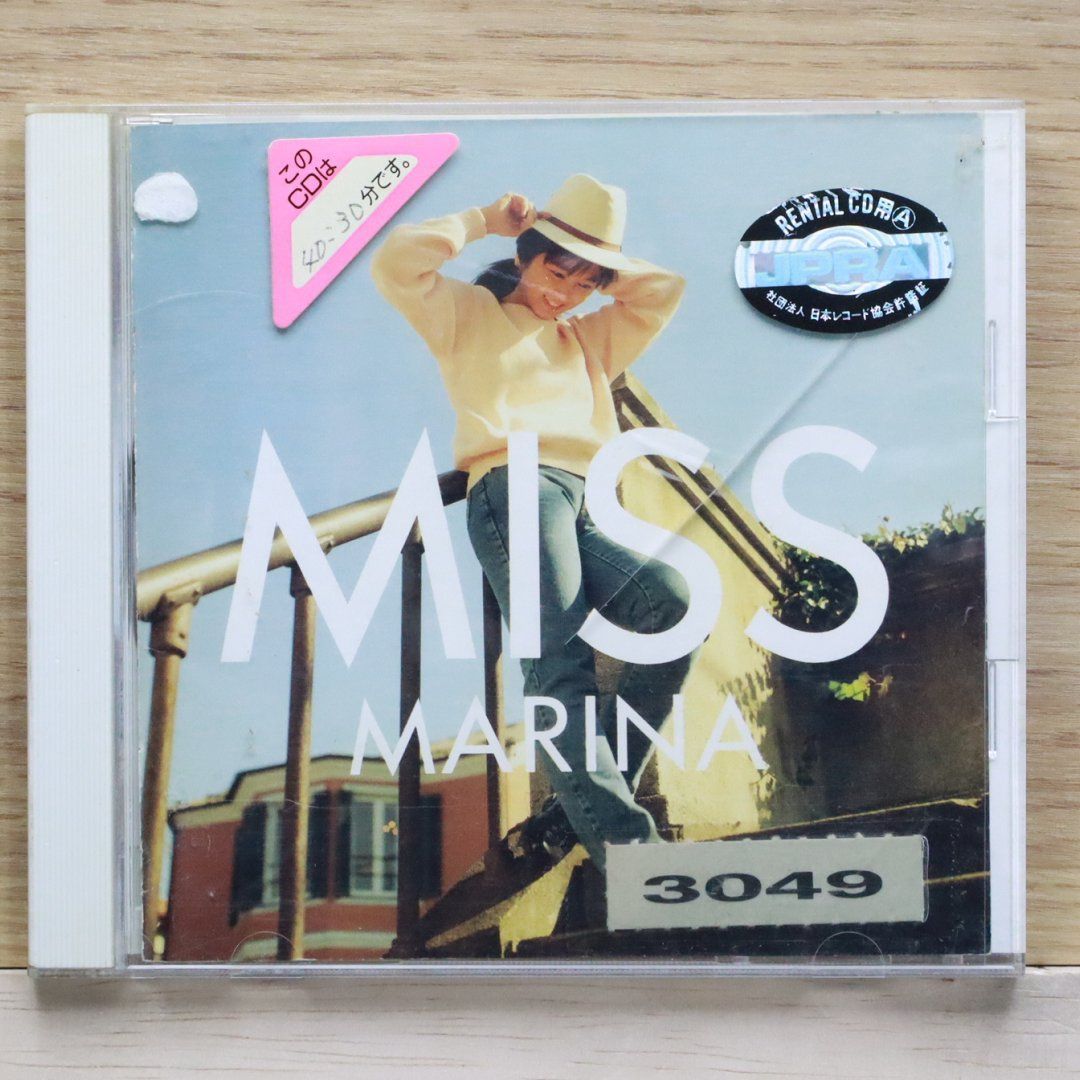 この
CDは
40:30分です。
RENTAL CD用Ⓐ
JPRA
社団法人 日本レコード協会許諾証
MISS
MARINA
3049